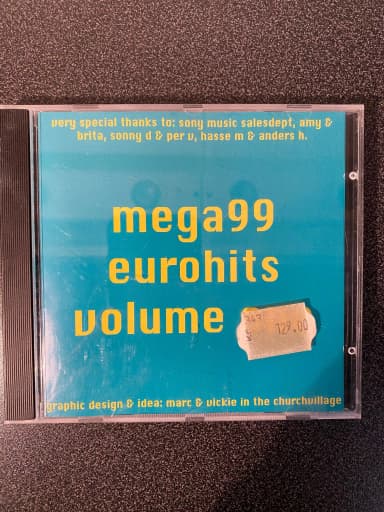 very special thanks to: sony music salesdept, amy &
brita, sonny d & per v, hasse m & anders h.
mega99
eurohits
volume
129.00
graphic design & idea: marc & vickie in the churchvillage